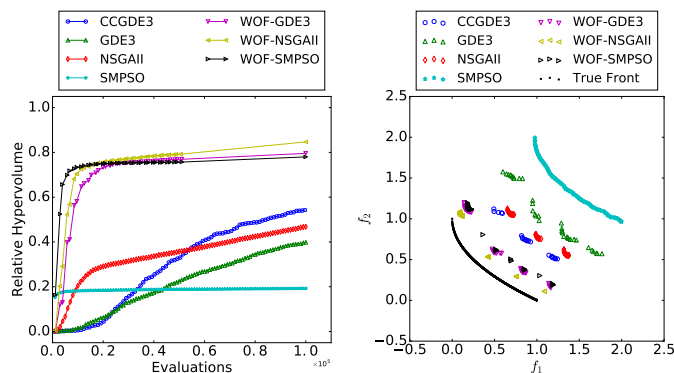 CCGDE3 WOF-GDE3
GDE3 WOF-NSGAII
NSGAII WOF-SMPSO
SMPSO
1.0
0.8
0.6
0.4
0.2
0.0
Relative Hypervolume
0.0 0.2 0.4 0.6 0.8 1.0
Evaluations ×10⁵
CCGDE3 WOF-GDE3
GDE3 WOF-NSGAII
NSGAII WOF-SMPSO
SMPSO True Front
2.5
2.0
1.5
1.0
0.5
0.0
−0.5
f₂
−0.5 0.0 0.5 1.0 1.5 2.0 2.5
f₁